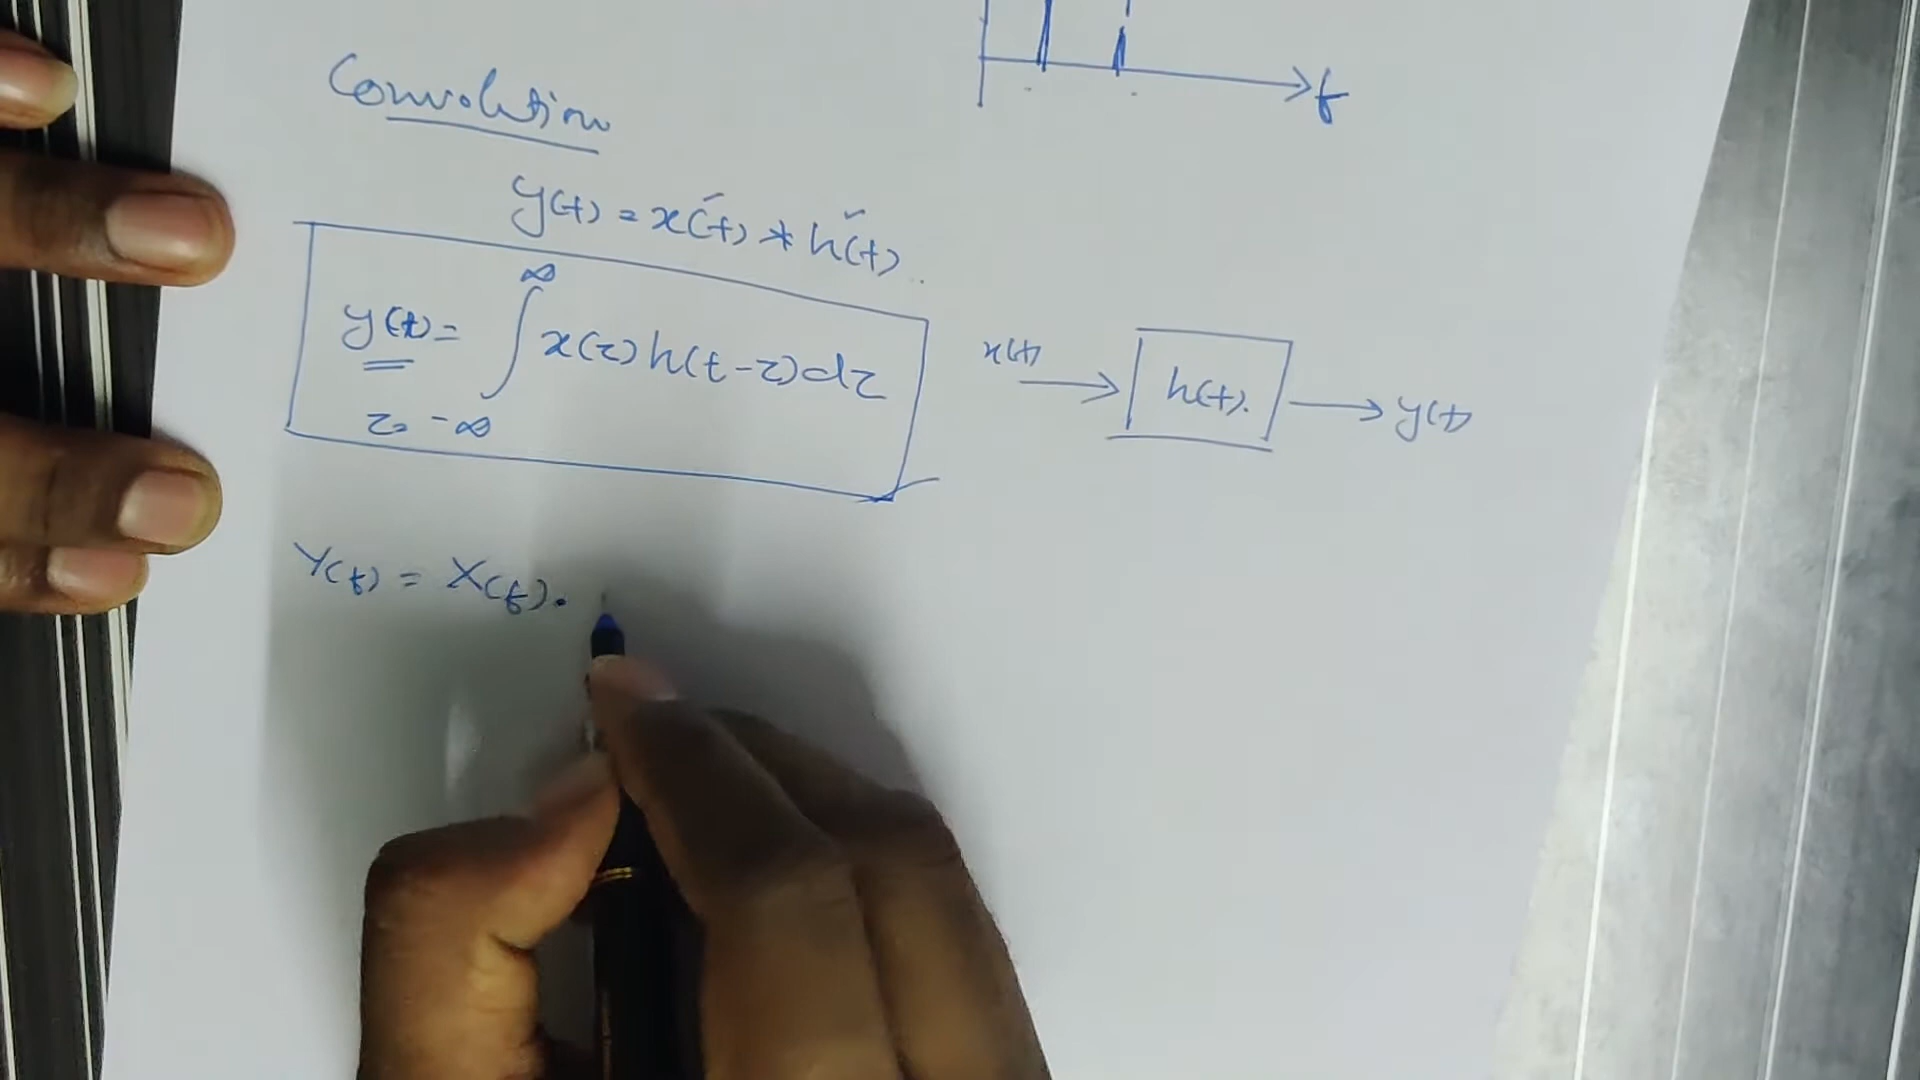 f
Convolution
y(t) = x(t) * h(t)
y(t) = ∫ x(τ) h(t-τ) dτ
∞
τ = -∞
x(t) → h(t). → y(t)
Y(f) = X(f).